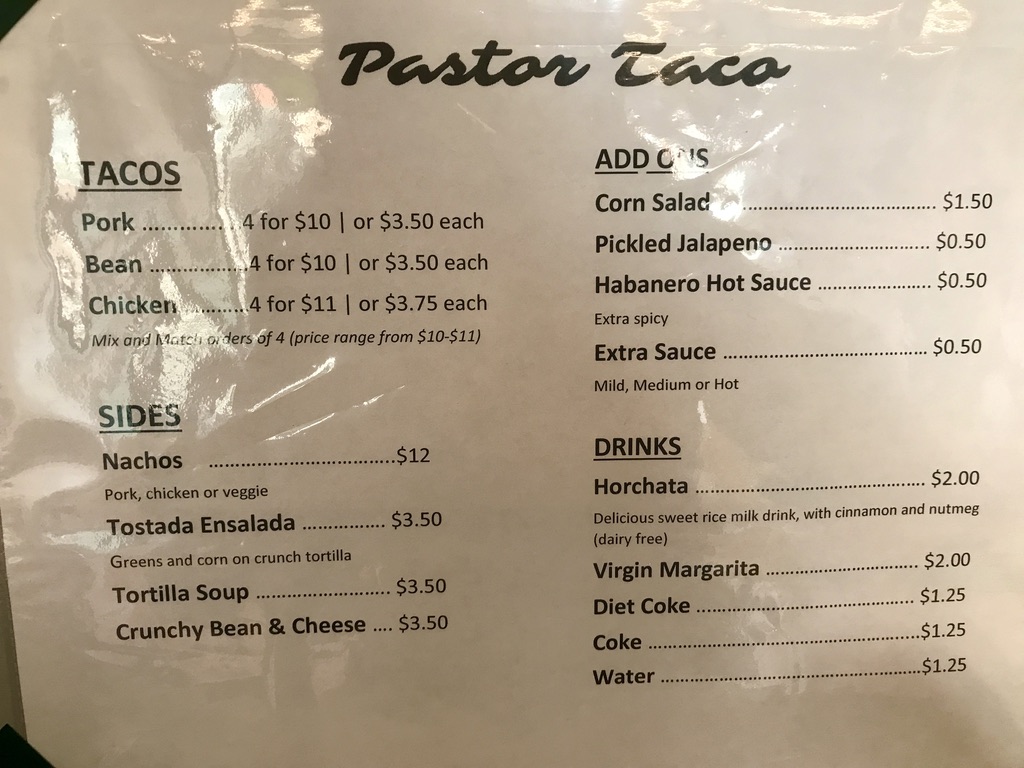 Pastor Taco
TACOS
Pork ............... 4 for $10 | or $3.50 each
Bean .................4 for $10 | or $3.50 each
Chicken ............4 for $11 | or $3.75 each
Mix and Match orders of 4 (price range from $10-$11)
SIDES
Nachos ...................................$12
Pork, chicken or veggie
Tostada Ensalada ............... $3.50
Greens and corn on crunch tortilla
Tortilla Soup ........................ $3.50
Crunchy Bean & Cheese .... $3.50
ADD ONS
Corn Salad ................................... $1.50
Pickled Jalapeno ............................ $0.50
Habanero Hot Sauce ..................... $0.50
Extra spicy
Extra Sauce ..................................... $0.50
Mild, Medium or Hot
DRINKS
Horchata .......................................... $2.00
Delicious sweet rice milk drink, with cinnamon and nutmeg
(dairy free)
Virgin Margarita ............................ $2.00
Diet Coke ........................................ $1.25
Coke ..................................................$1.25
Water ................................................$1.25